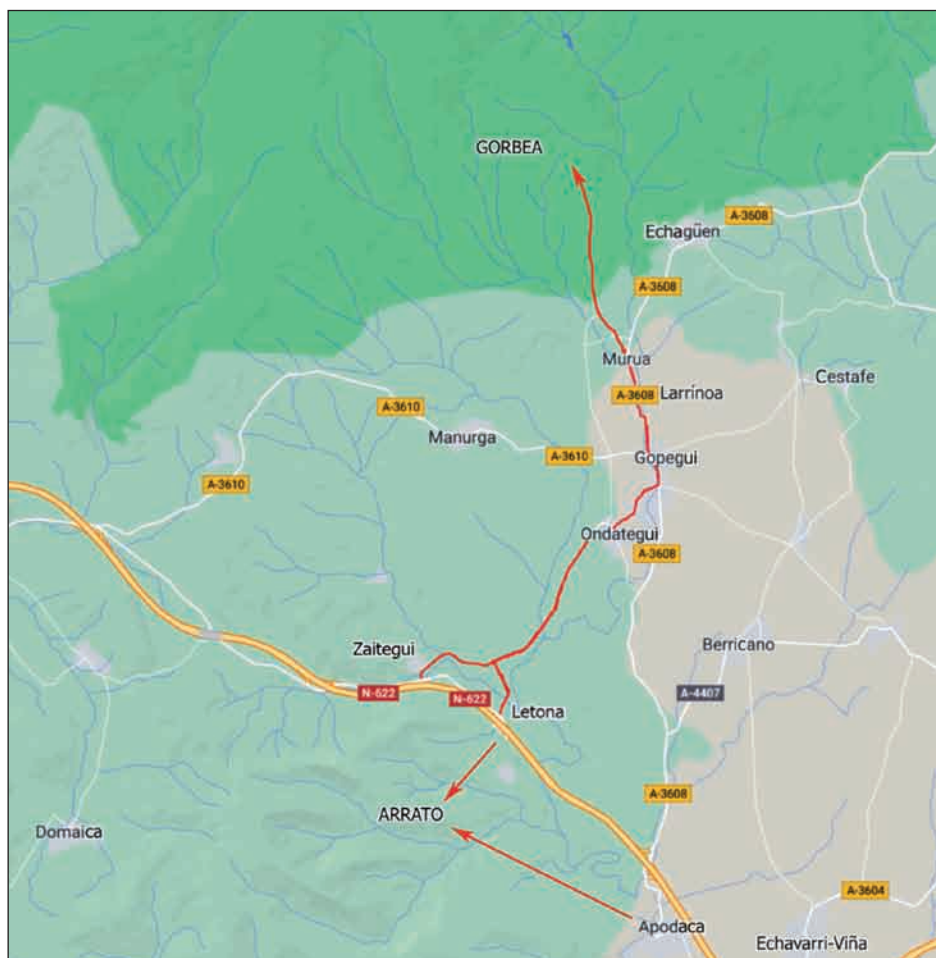 GORBEA
A-3608
Echagüen
A-3608
Murua
Cestafe
A-3608
Larrinoa
A-3610
Manurga
A-3610
Gopegui
A-3610
Ondategui
A-3608
Zaitegui
Berricano
N-622
N-622
A-4407
Letona
A-3608
ARRATO
Domaica
A-3604
Apodaca
Echavarri-Viña